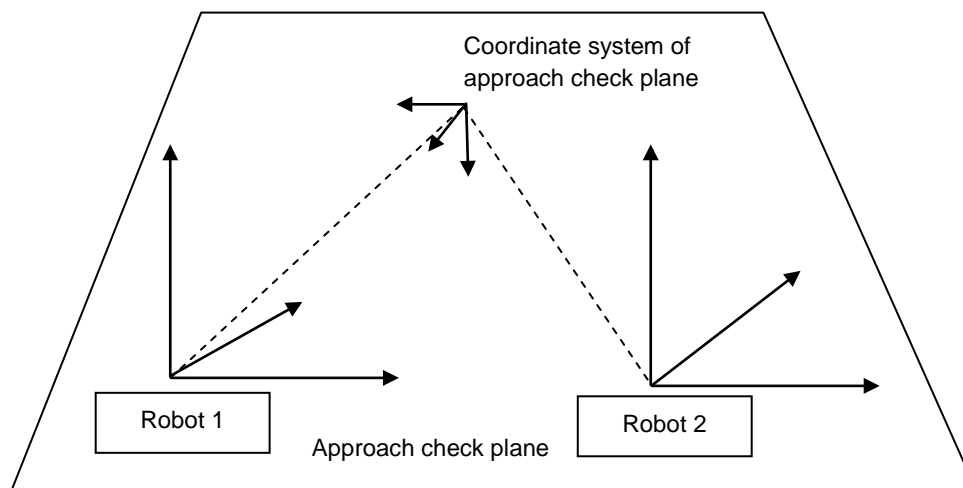 Coordinate system of
approach check plane
Robot 1
Robot 2
Approach check plane